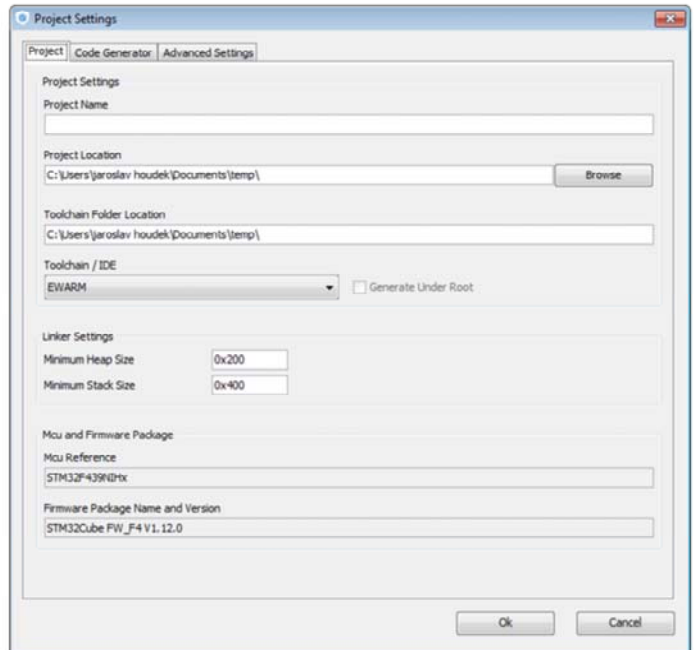 Project Settings
Project Code Generator Advanced Settings
Project Settings
Project Name
Project Location
C:\Users\jaroslav houdek\Documents\temp\ Browse
Toolchain Folder Location
C:\Users\jaroslav houdek\Documents\temp\
Toolchain / IDE
EWARM Generate Under Root
Linker Settings
Minimum Heap Size 0x200
Minimum Stack Size 0x400
Mcu and Firmware Package
Mcu Reference
STM32F439NIHx
Firmware Package Name and Version
STM32Cube FW_F4 V1.12.0
Ok Cancel